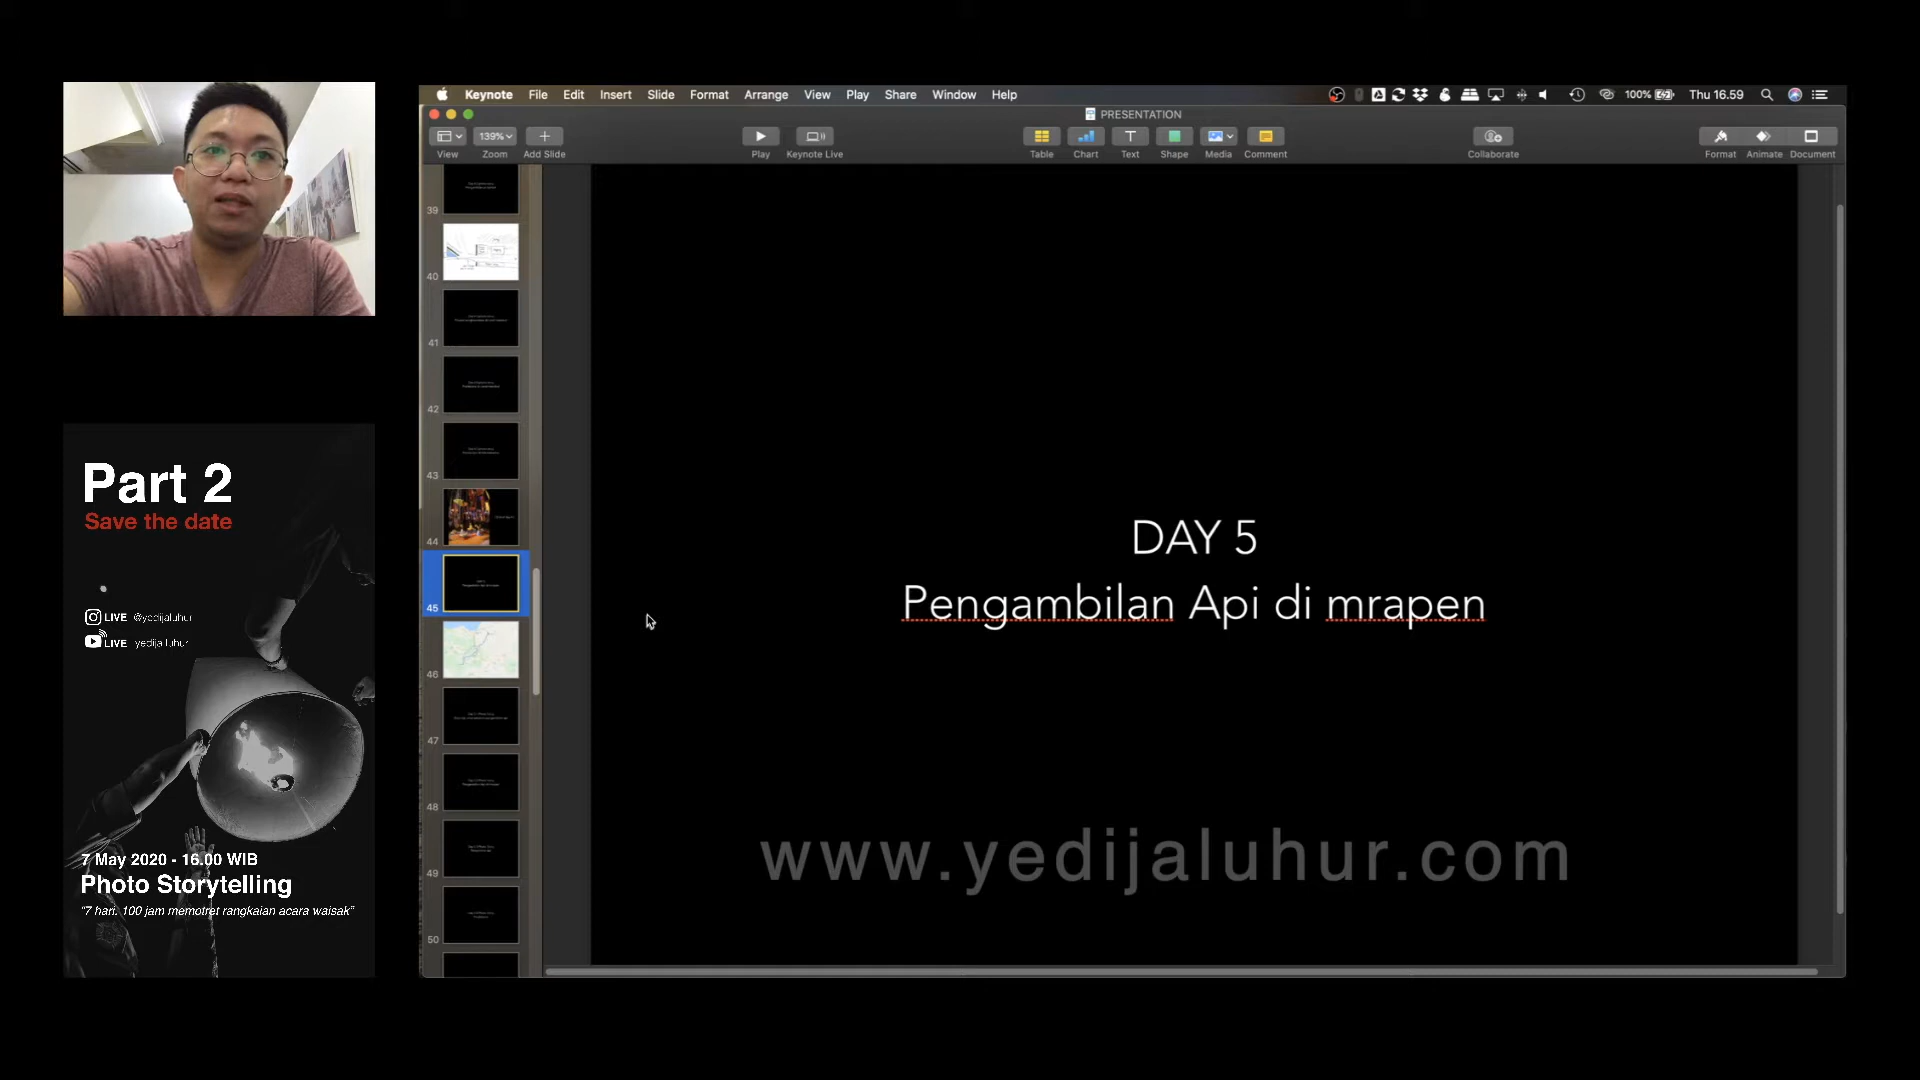 Part 2
Save the date
LIVE @yedijaluhur
LIVE yedijaluhur
7 May 2020 - 16.00 WIB
Photo Storytelling
"7 hari. 100 jam memotret rangkaian acara waisak"
Keynote File Edit Insert Slide Format Arrange View Play Share Window Help
100% Thu 16.59
PRESENTATION
139%
View Zoom Add Slide Play Keynote Live Table Chart Text Shape Media Comment Collaborate Format Animate Document
39
40
41
42
43
44
45
46
47
48
49
50
DAY 5
Pengambilan Api di mrapen
www.yedijaluhur.com